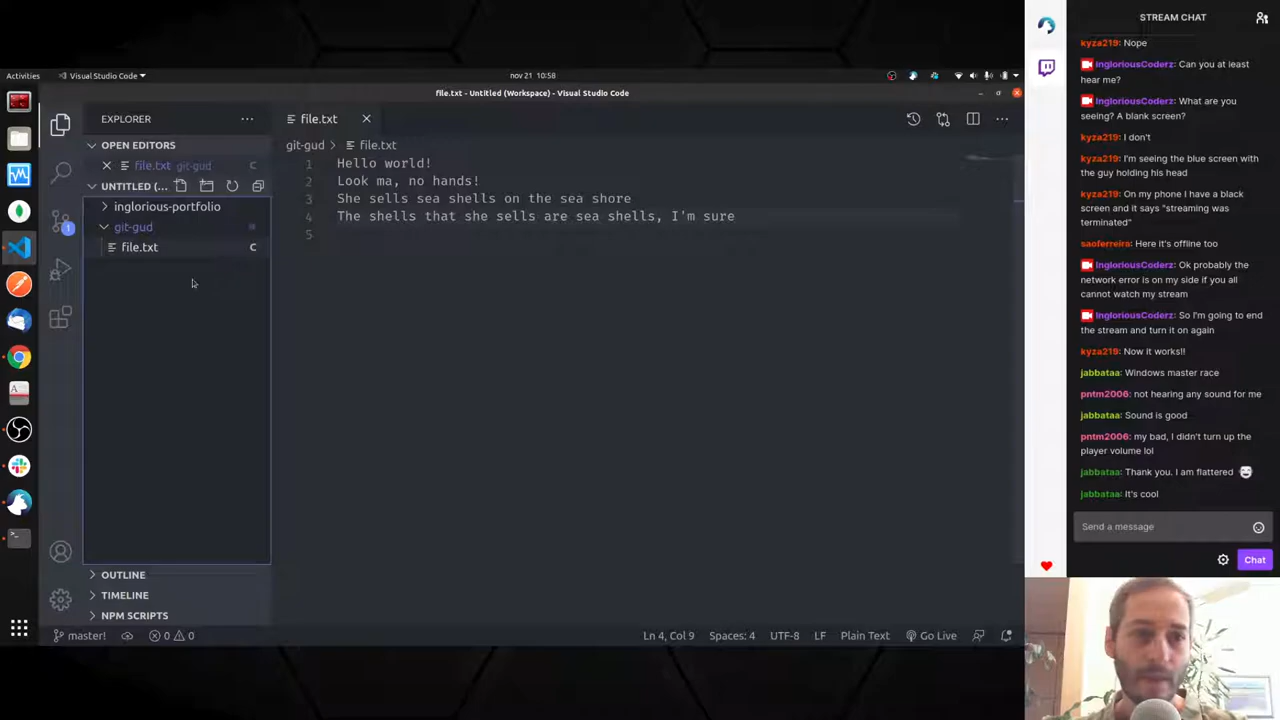 STREAM CHAT
kyza219: Nope
IngloriousCoderz: Can you at least
hear me?
IngloriousCoderz: What are you
seeing? A blank screen?
kyza219: I don't
kyza219: I'm seeing the blue screen with
the guy holding his head
kyza219: On my phone I have a black
screen and it says "streaming was
terminated"
saoferreira: Here it's offline too
IngloriousCoderz: Ok probably the
network error is on my side if you all
cannot watch my stream
IngloriousCoderz: So I'm going to end
the stream and turn it on again
kyza219: Now it works!!
jabbataa: Windows master race
pntm2006: not hearing any sound for me
jabbataa: Sound is good
pntm2006: my bad, I didn't turn up the
player volume lol
jabbataa: Thank you. I am flattered
jabbataa: It's cool
Send a message
Chat
Activities
Visual Studio Code
nov 21 10:58
file.txt - Untitled (Workspace) - Visual Studio Code
EXPLORER
OPEN EDITORS
file.txt git-gud C
UNTITLED (...
inglorious-portfolio
git-gud
file.txt C
OUTLINE
TIMELINE
NPM SCRIPTS
file.txt
git-gud > file.txt
1 Hello world!
2 Look ma, no hands!
3 She sells sea shells on the sea shore
4 The shells that she sells are sea shells, I'm sure
5
1
master!
0 0
Ln 4, Col 9
Spaces: 4
UTF-8
LF
Plain Text
Go Live